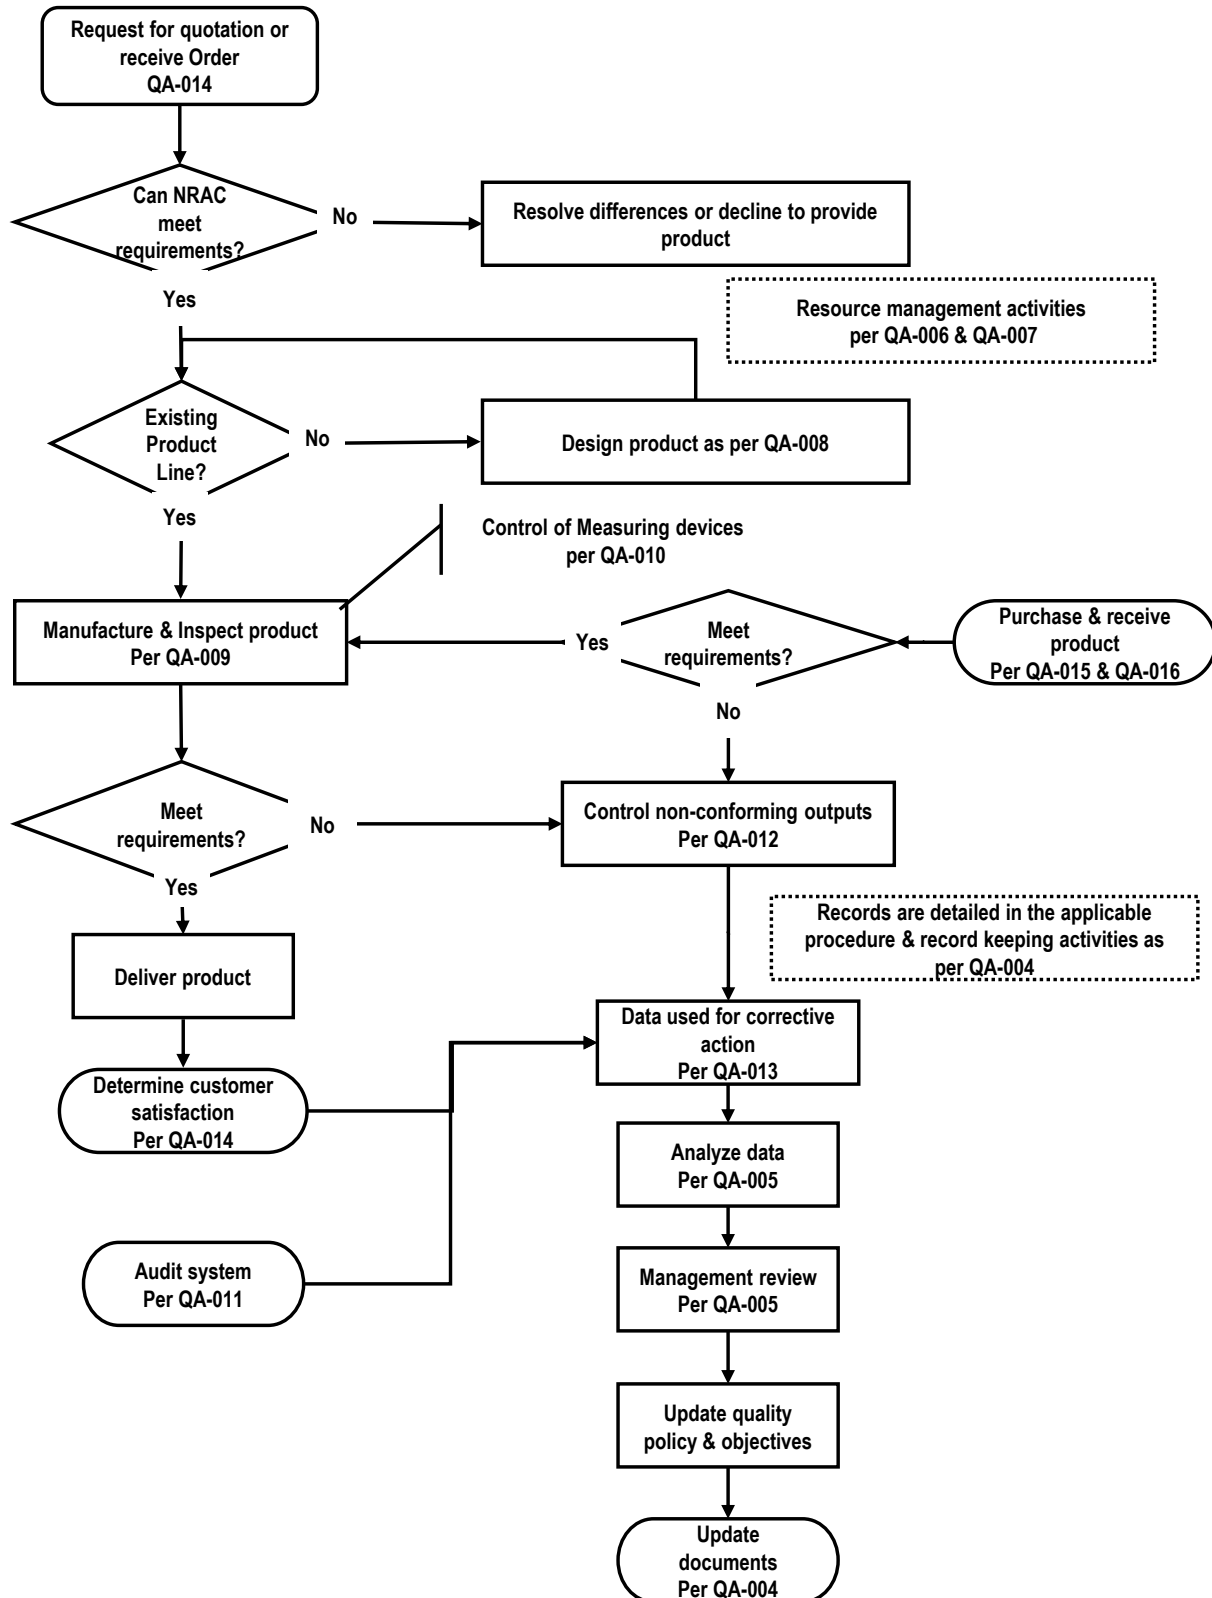 Request for quotation or
receive Order
QA-014
Can NRAC
meet
requirements?
No
Resolve differences or decline to provide
product
Yes
Resource management activities
per QA-006 & QA-007
Existing
Product
Line?
No
Design product as per QA-008
Yes
Control of Measuring devices
per QA-010
Manufacture & Inspect product
Per QA-009
Yes
Meet
requirements?
Purchase & receive
product
Per QA-015 & QA-016
No
Meet
requirements?
No
Control non-conforming outputs
Per QA-012
Yes
Records are detailed in the applicable
procedure & record keeping activities as
per QA-004
Deliver product
Data used for corrective
action
Per QA-013
Determine customer
satisfaction
Per QA-014
Analyze data
Per QA-005
Audit system
Per QA-011
Management review
Per QA-005
Update quality
policy & objectives
Update
documents
Per QA-004